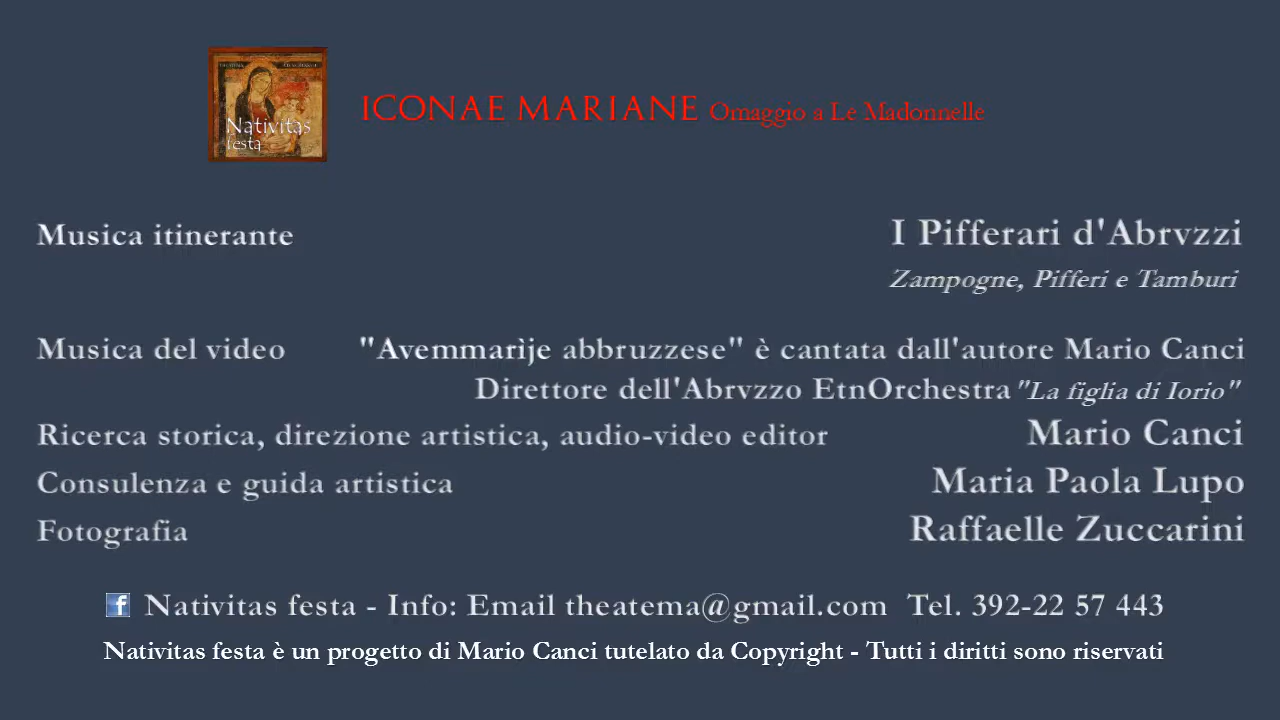 Nativitas
festa
ICONAE MARIANE Omaggio a Le Madonnelle
Musica itinerante I Pifferari d'Abrvzzi
Zampogne, Pifferi e Tamburi
Musica del video "Avemmarìje abbruzzese" è cantata dall'autore Mario Canci
Direttore dell'Abrvzzo EtnOrchestra "La figlia di Iorio"
Ricerca storica, direzione artistica, audio-video editor Mario Canci
Consulenza e guida artistica Maria Paola Lupo
Fotografia Raffaelle Zuccarini
f Nativitas festa - Info: Email theatema@gmail.com Tel. 392-22 57 443
Nativitas festa è un progetto di Mario Canci tutelato da Copyright - Tutti i diritti sono riservati